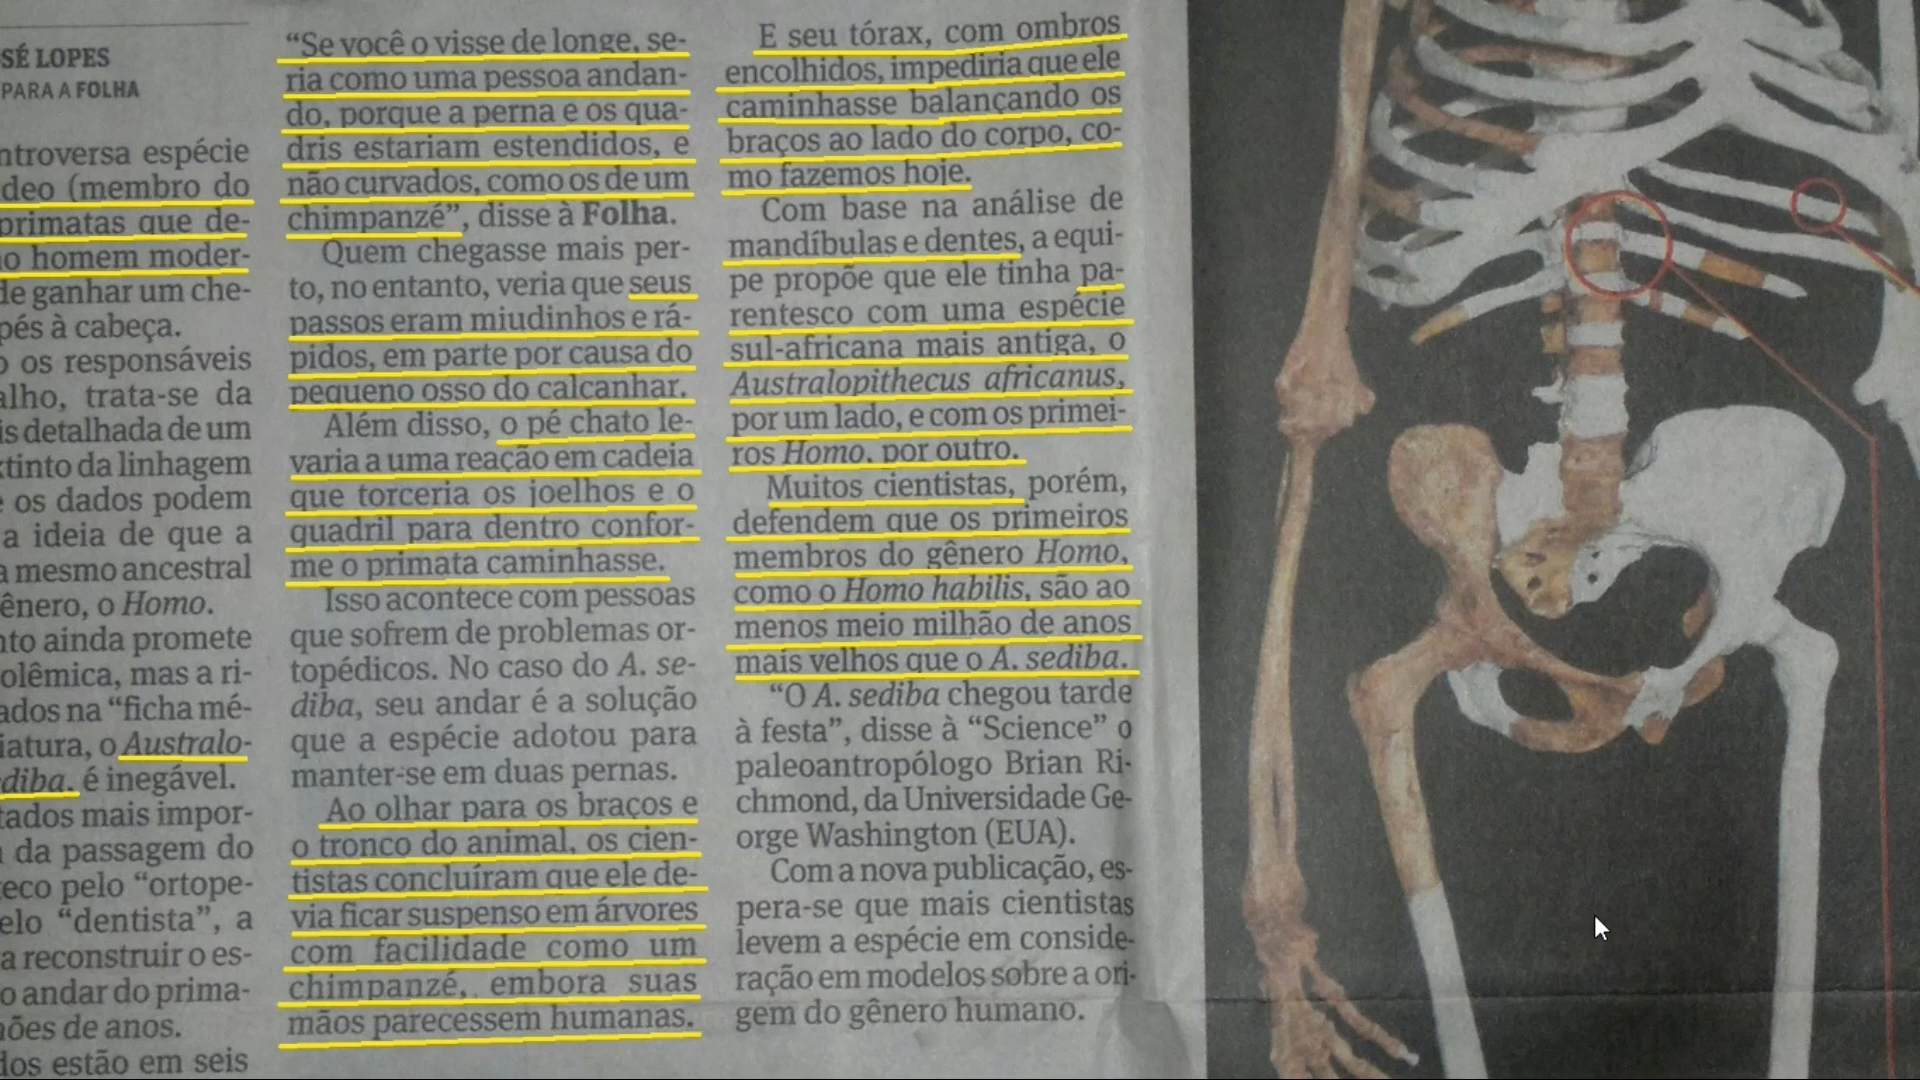 SÉ LOPES
PARA A FOLHA
ntroversa espécie
deo (membro do
primatas que de-
o homem moder-
de ganhar um che-
pés à cabeça.
o os responsáveis
alho, trata-se da
is detalhada de um
xtinto da linhagem
e os dados podem
a ideia de que a
a mesmo ancestral
ênero, o Homo.
nto ainda promete
olêmica, mas a ri-
ados na “ficha mé-
iatura, o Australo-
diba, é inegável.
tados mais impor-
da passagem do
reco pelo “ortope-
elo “dentista”, a
a reconstruir o es-
o andar do prima-
hões de anos.
dos estão em seis
“Se você o visse de longe, se-
ria como uma pessoa andan-
do, porque a perna e os qua-
dris estariam estendidos, e
não curvados, como os de um
chimpanzé”, disse à Folha.
Quem chegasse mais per-
to, no entanto, veria que seus
passos eram miudinhos e rá-
pidos, em parte por causa do
pequeno osso do calcanhar.
Além disso, o pé chato le-
varia a uma reação em cadeia
que torceria os joelhos e o
quadril para dentro confor-
me o primata caminhasse.
Isso acontece com pessoas
que sofrem de problemas or-
topédicos. No caso do A. se-
diba, seu andar é a solução
que a espécie adotou para
manter-se em duas pernas.
Ao olhar para os braços e
o tronco do animal, os cien-
tistas concluíram que ele de-
via ficar suspenso em árvores
com facilidade como um
chimpanzé, embora suas
mãos parecessem humanas.
E seu tórax, com ombros
encolhidos, impediria que ele
caminhasse balançando os
braços ao lado do corpo, co-
mo fazemos hoje.
Com base na análise de
mandíbulas e dentes, a equi-
pe propõe que ele tinha pa-
rentesco com uma espécie
sul-africana mais antiga, o
Australopithecus africanus,
por um lado, e com os primei-
ros Homo, por outro.
Muitos cientistas, porém,
defendem que os primeiros
membros do gênero Homo,
como o Homo habilis, são ao
menos meio milhão de anos
mais velhos que o A. sediba.
“O A. sediba chegou tarde
à festa”, disse à “Science” o
paleoantropólogo Brian Ri-
chmond, da Universidade Ge-
orge Washington (EUA).
Com a nova publicação, es-
pera-se que mais cientistas
levem a espécie em conside-
ração em modelos sobre a ori-
gem do gênero humano.